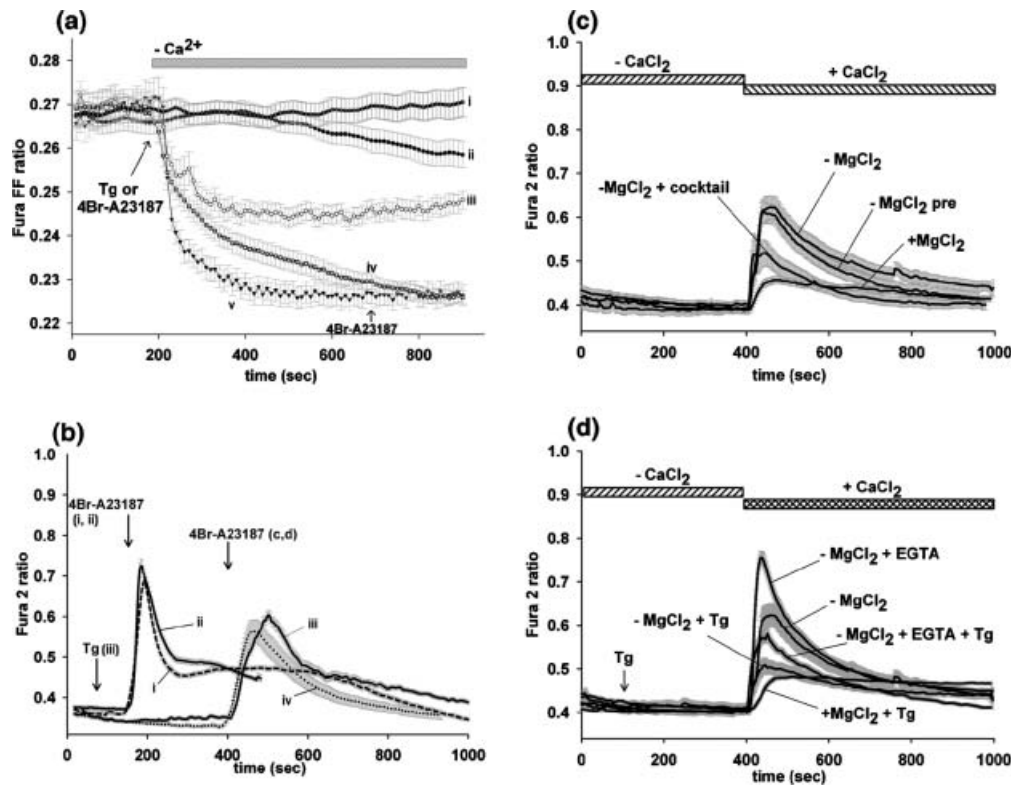 (a)
- Ca2+
0.28
0.27
0.26
0.25
0.24
0.23
0.22
Fura FF ratio
Tg or
4Br-A23187
i
ii
iii
iv
v
4Br-A23187
0 200 400 600 800
time (sec)
(c)
- CaCl2
+ CaCl2
1.0
0.9
0.8
0.7
0.6
0.5
0.4
Fura 2 ratio
- MgCl2
-MgCl2 + cocktail
- MgCl2 pre
+MgCl2
0 200 400 600 800 1000
time (sec)
(b)
1.0
0.9
0.8
0.7
0.6
0.5
0.4
Fura 2 ratio
4Br-A23187
(i, ii)
4Br-A23187 (c,d)
Tg (iii)
ii
iii
i
iv
0 200 400 600 800 1000
time (sec)
(d)
- CaCl2
+ CaCl2
1.0
0.9
0.8
0.7
0.6
0.5
0.4
Fura 2 ratio
- MgCl2 + EGTA
- MgCl2
- MgCl2 + Tg
- MgCl2 + EGTA + Tg
Tg
+MgCl2 + Tg
0 200 400 600 800 1000
time (sec)